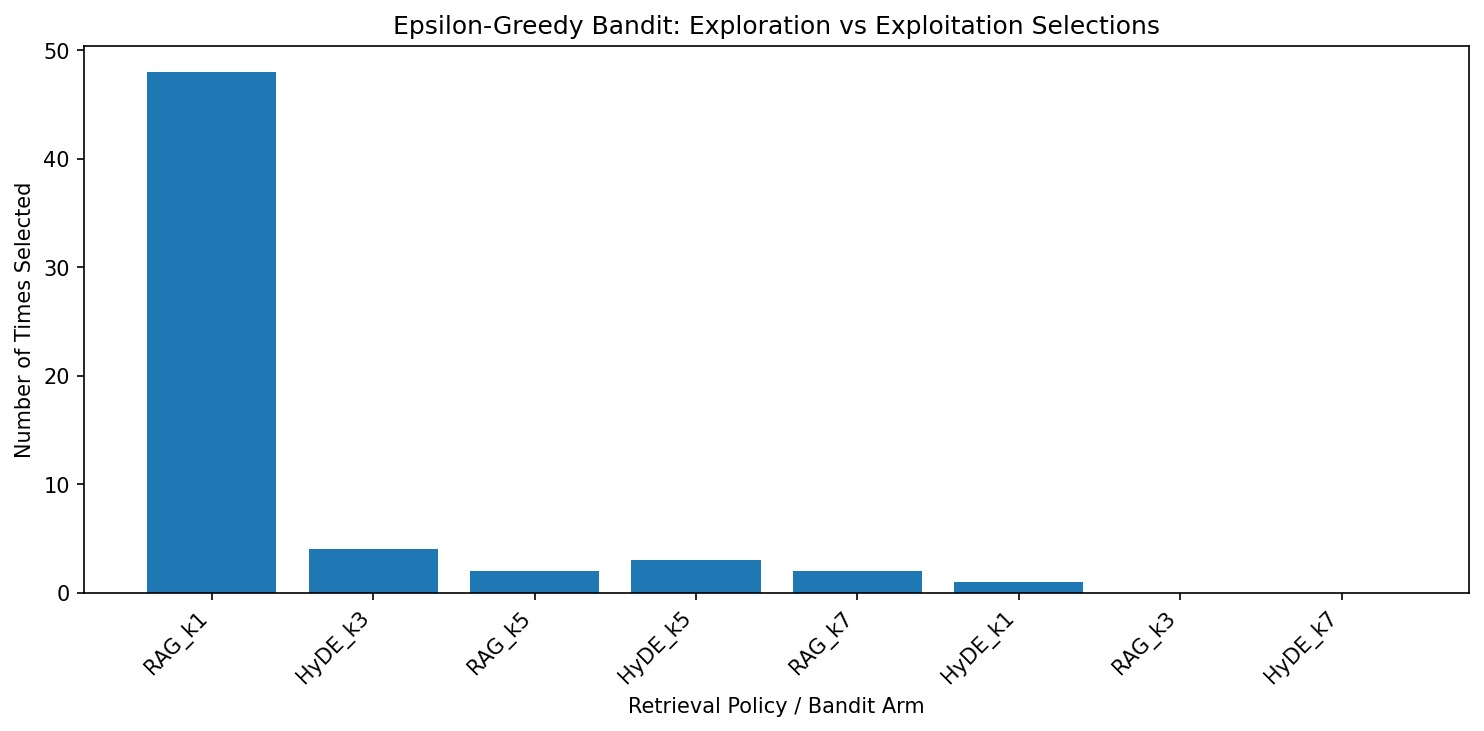 Epsilon-Greedy Bandit: Exploration vs Exploitation Selections
Number of Times Selected
50
40
30
20
10
0
RAG_k1
HyDE_k3
RAG_k5
HyDE_k5
RAG_k7
HyDE_k1
RAG_k3
HyDE_k7
Retrieval Policy / Bandit Arm